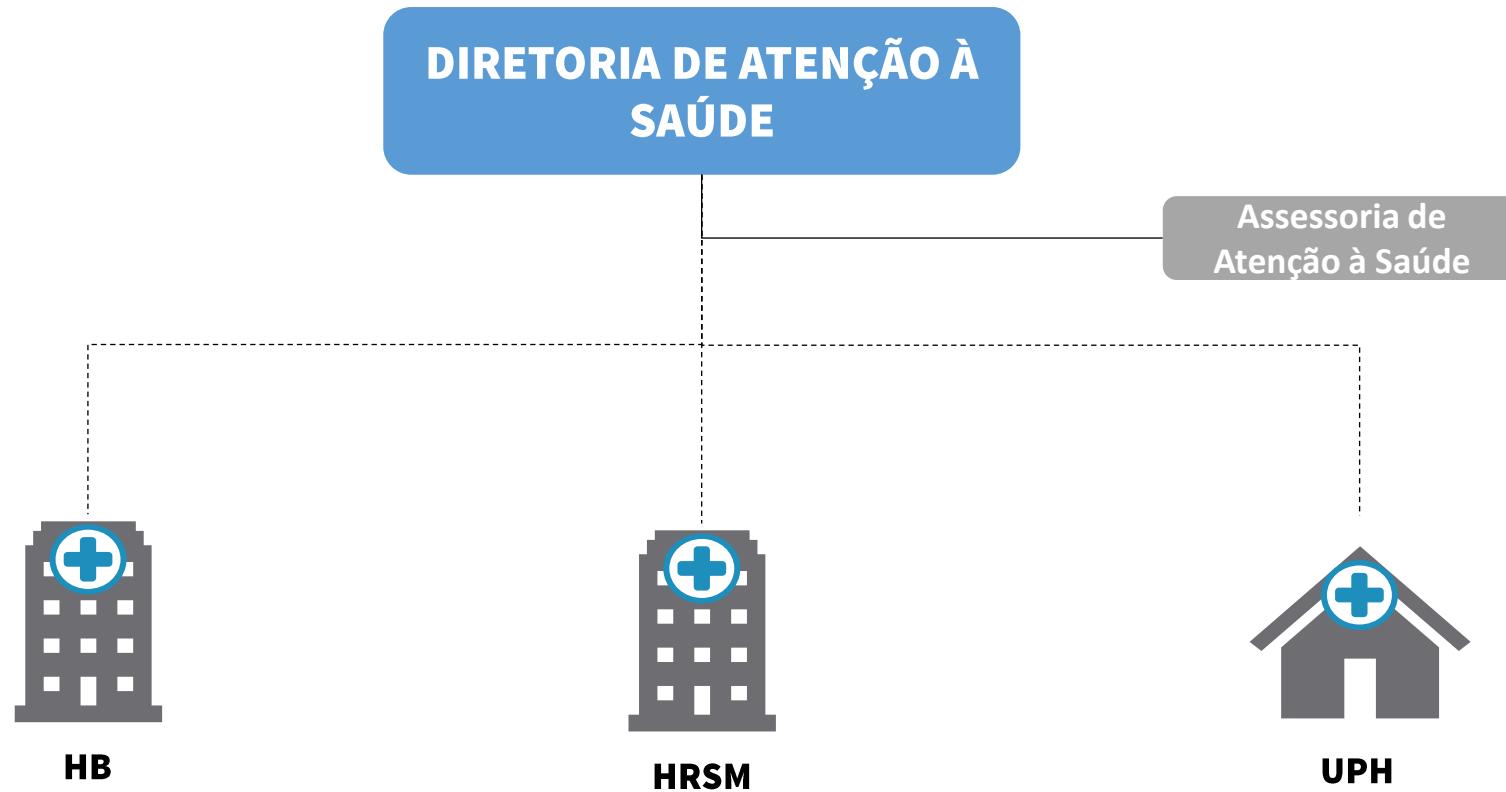 DIRETORIA DE ATENÇÃO À
SAÚDE
Assessoria de
Atenção à Saúde
HB
HRSM
UPH